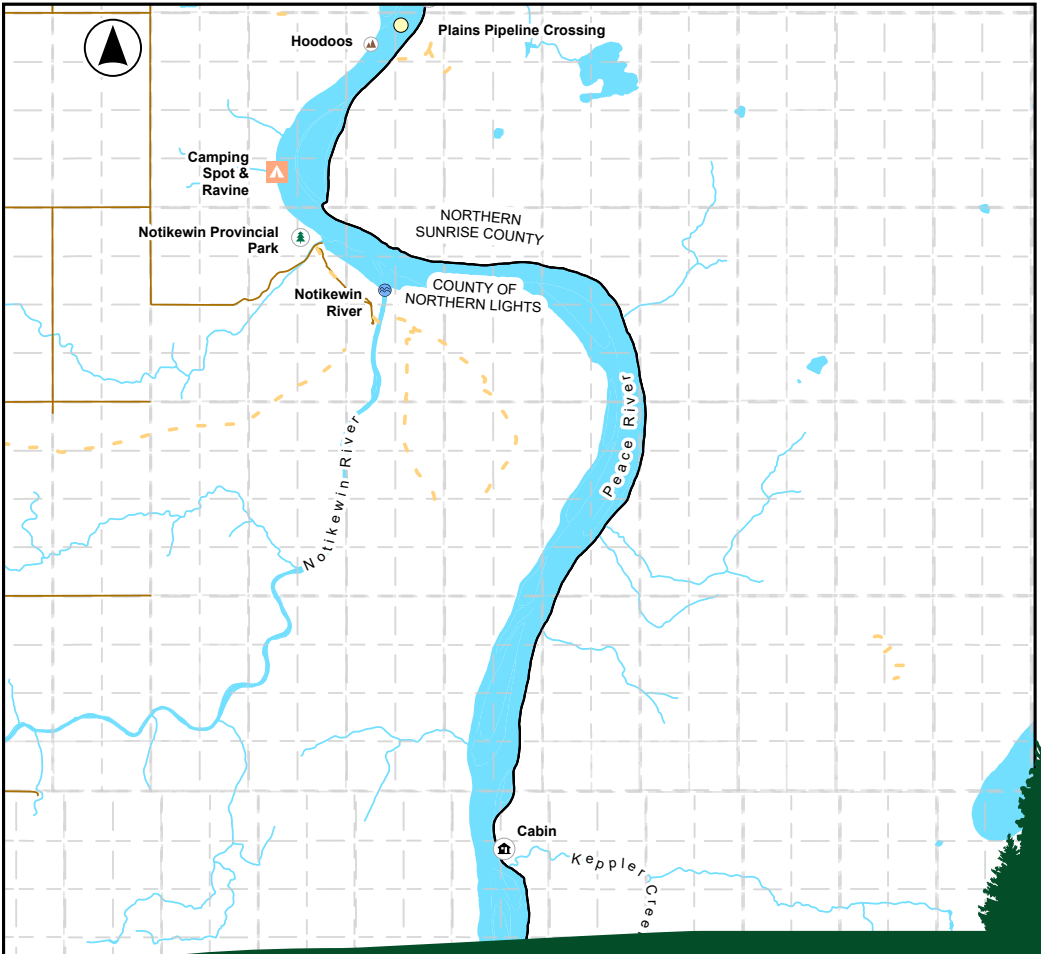 Hoodoos
Plains Pipeline Crossing
Camping
Spot &
Ravine
NORTHERN
SUNRISE COUNTY
Notikewin Provincial
Park
COUNTY OF
NORTHERN LIGHTS
Notikewin
River
Peace River
Notikewin River
Cabin
Keppler Cree